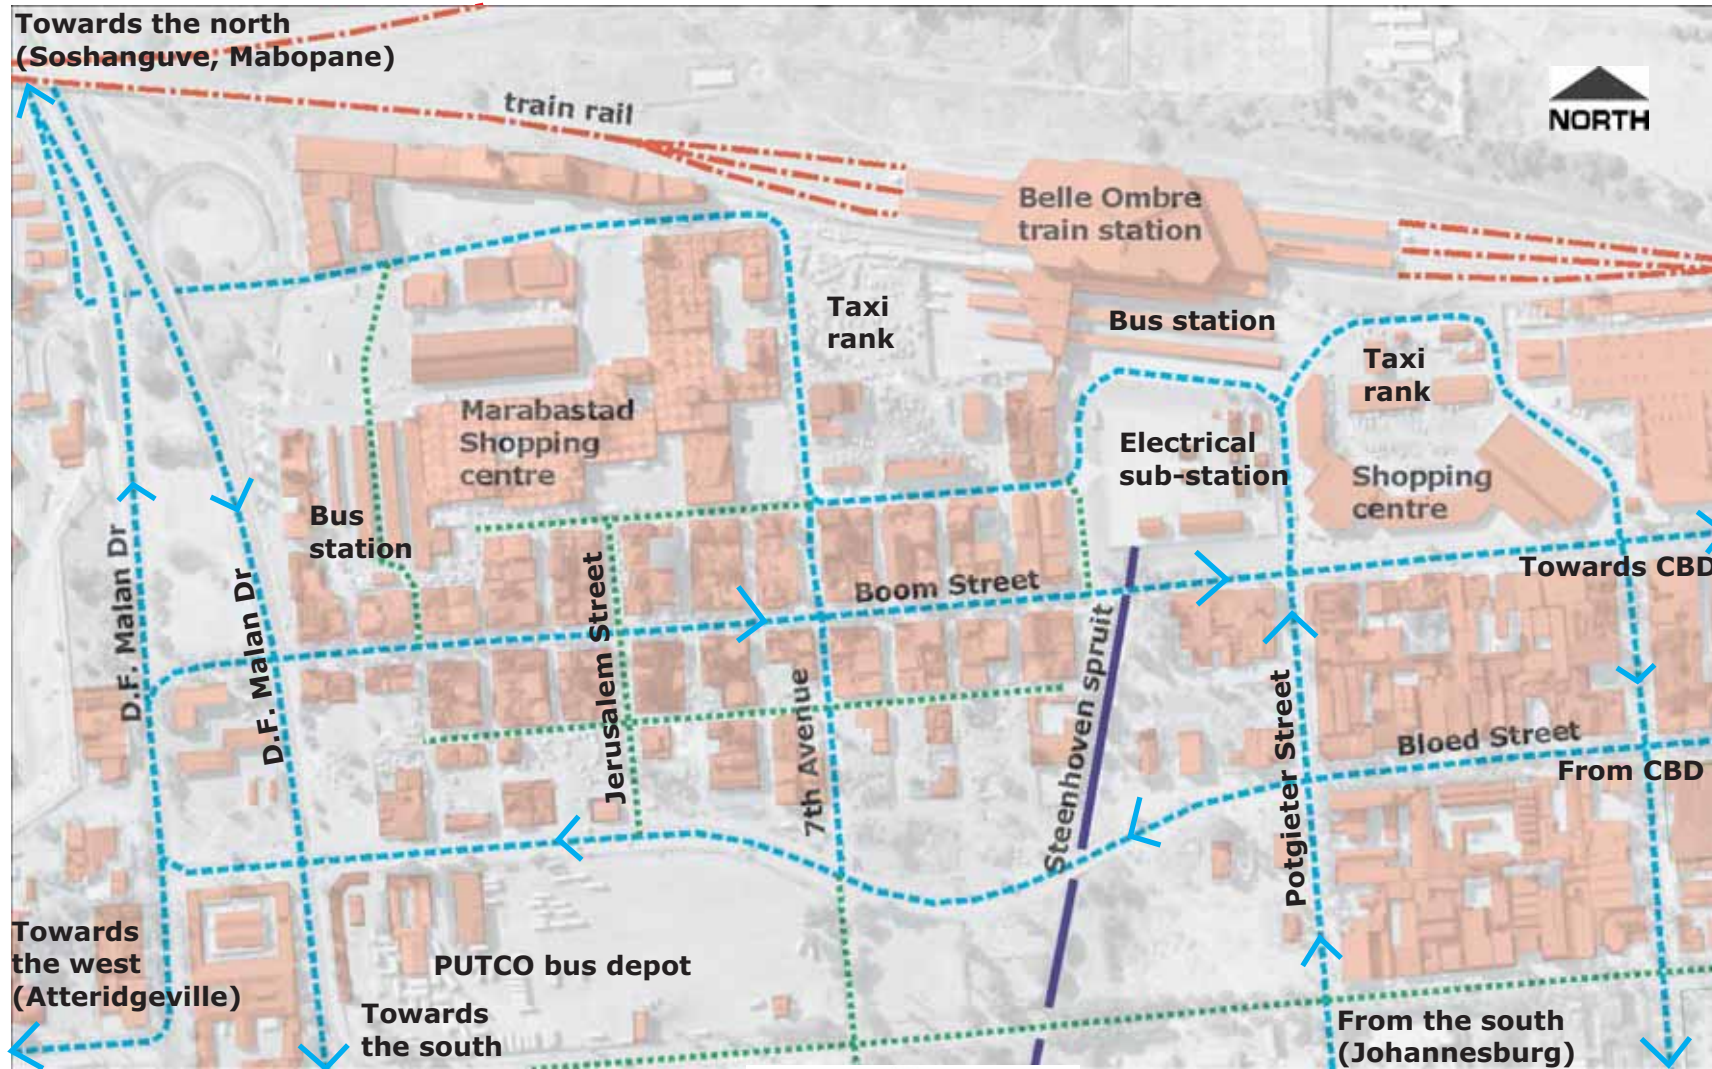 Towards the north
(Soshanguve, Mabopane)
train rail
NORTH
Belle Ombre
train station
Taxi
rank
Bus station
Taxi
rank
Marabastad
Shopping
centre
Electrical
sub-station
Shopping
centre
Bus
station
D.F. Malan Dr
D.F. Malan Dr
Jerusalem Street
Boom Street
Towards CBD
Steenhoven spruit
7th Avenue
Potgieter Street
Bloed Street
From CBD
Towards
the west
(Atteridgeville)
PUTCO bus depot
Towards
the south
From the south
(Johannesburg)